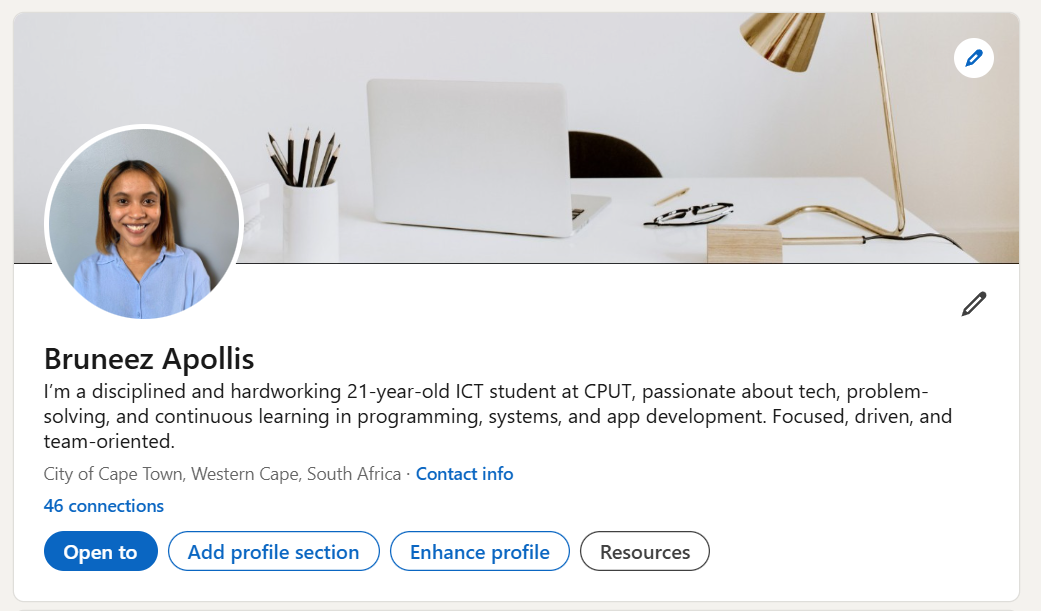 Bruneez Apollis
I’m a disciplined and hardworking 21-year-old ICT student at CPUT, passionate about tech, problem-
solving, and continuous learning in programming, systems, and app development. Focused, driven, and
team-oriented.
City of Cape Town, Western Cape, South Africa · Contact info
46 connections
Open to Add profile section Enhance profile Resources